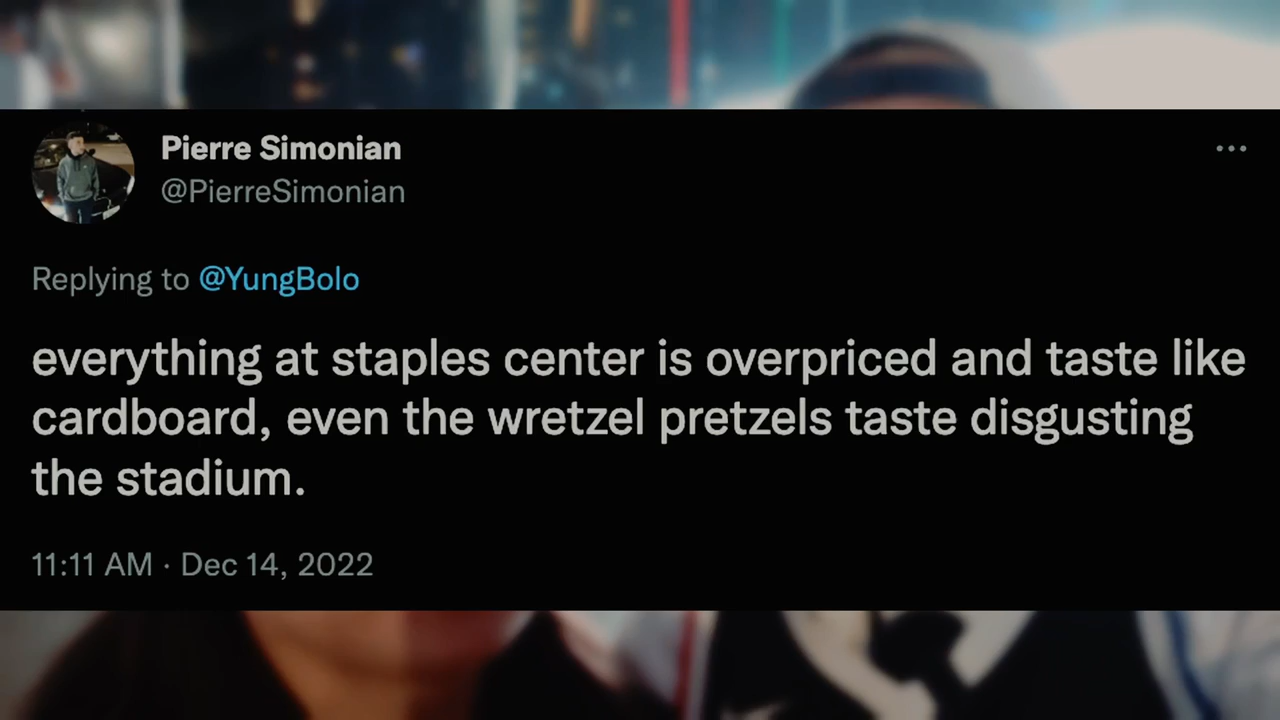 Pierre Simonian
@PierreSimonian
Replying to @YungBolo
everything at staples center is overpriced and taste like
cardboard, even the wretzel pretzels taste disgusting
the stadium.
11:11 AM · Dec 14, 2022